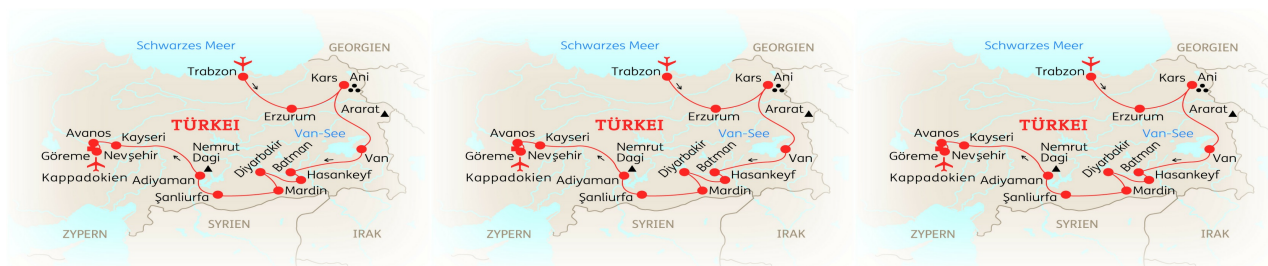 Schwarzes Meer
GEORGIEN
Trabzon
Kars
Ani
Ararat
Erzurum
TÜRKEI
Van-See
Avanos
Kayseri
Nemrut
Dagi
Diyarbakir
Batman
Van
Göreme
Nevşehir
Kappadokien
Adiyaman
Hasankeyf
Mardin
Şanliurfa
ZYPERN
SYRIEN
IRAK
Schwarzes Meer
GEORGIEN
Trabzon
Kars
Ani
Ararat
Erzurum
TÜRKEI
Van-See
Avanos
Kayseri
Nemrut
Dagi
Diyarbakir
Batman
Van
Göreme
Nevşehir
Kappadokien
Adiyaman
Hasankeyf
Mardin
Şanliurfa
ZYPERN
SYRIEN
IRAK
Schwarzes Meer
GEORGIEN
Trabzon
Kars
Ani
Ararat
Erzurum
TÜRKEI
Van-See
Avanos
Kayseri
Nemrut
Dagi
Diyarbakir
Batman
Van
Göreme
Nevşehir
Kappadokien
Adiyaman
Hasankeyf
Mardin
Şanliurfa
ZYPERN
SYRIEN
IRAK